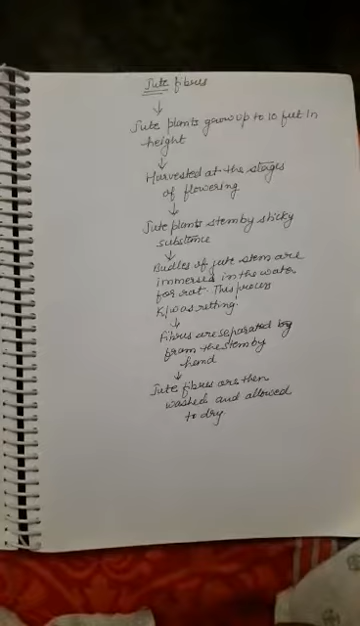 Jute fibres
↓
Jute plants grow up to 10 feet in
height
↓
Harvested at the stages
of flowering
↓
Jute plants stem by sticky
substance
↓
Budles of jute stem are
immersed in the water
for rot. This process
K/was retting.
↓
Fibres are separated by
from the stem by
hand
↓
Jute fibres are then
washed and allowed
to dry.